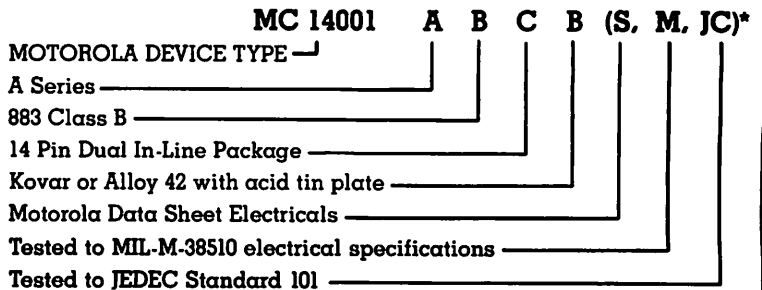 MC 14001 A B C B (S, M, JC)*
MOTOROLA DEVICE TYPE
A Series
883 Class B
14 Pin Dual In-Line Package
Kovar or Alloy 42 with acid tin plate
Motorola Data Sheet Electricals
Tested to MIL-M-38510 electrical specifications
Tested to JEDEC Standard 101